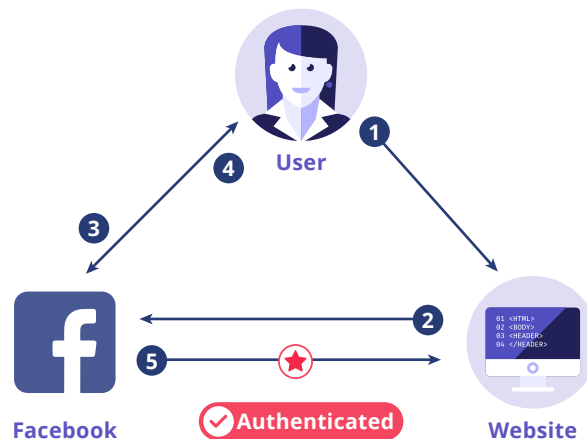 1
User
4
3
2
01 <HTML>
02 <BODY>
03 <HEADER>
04 </HEADER>
5
Authenticated
Facebook
Website